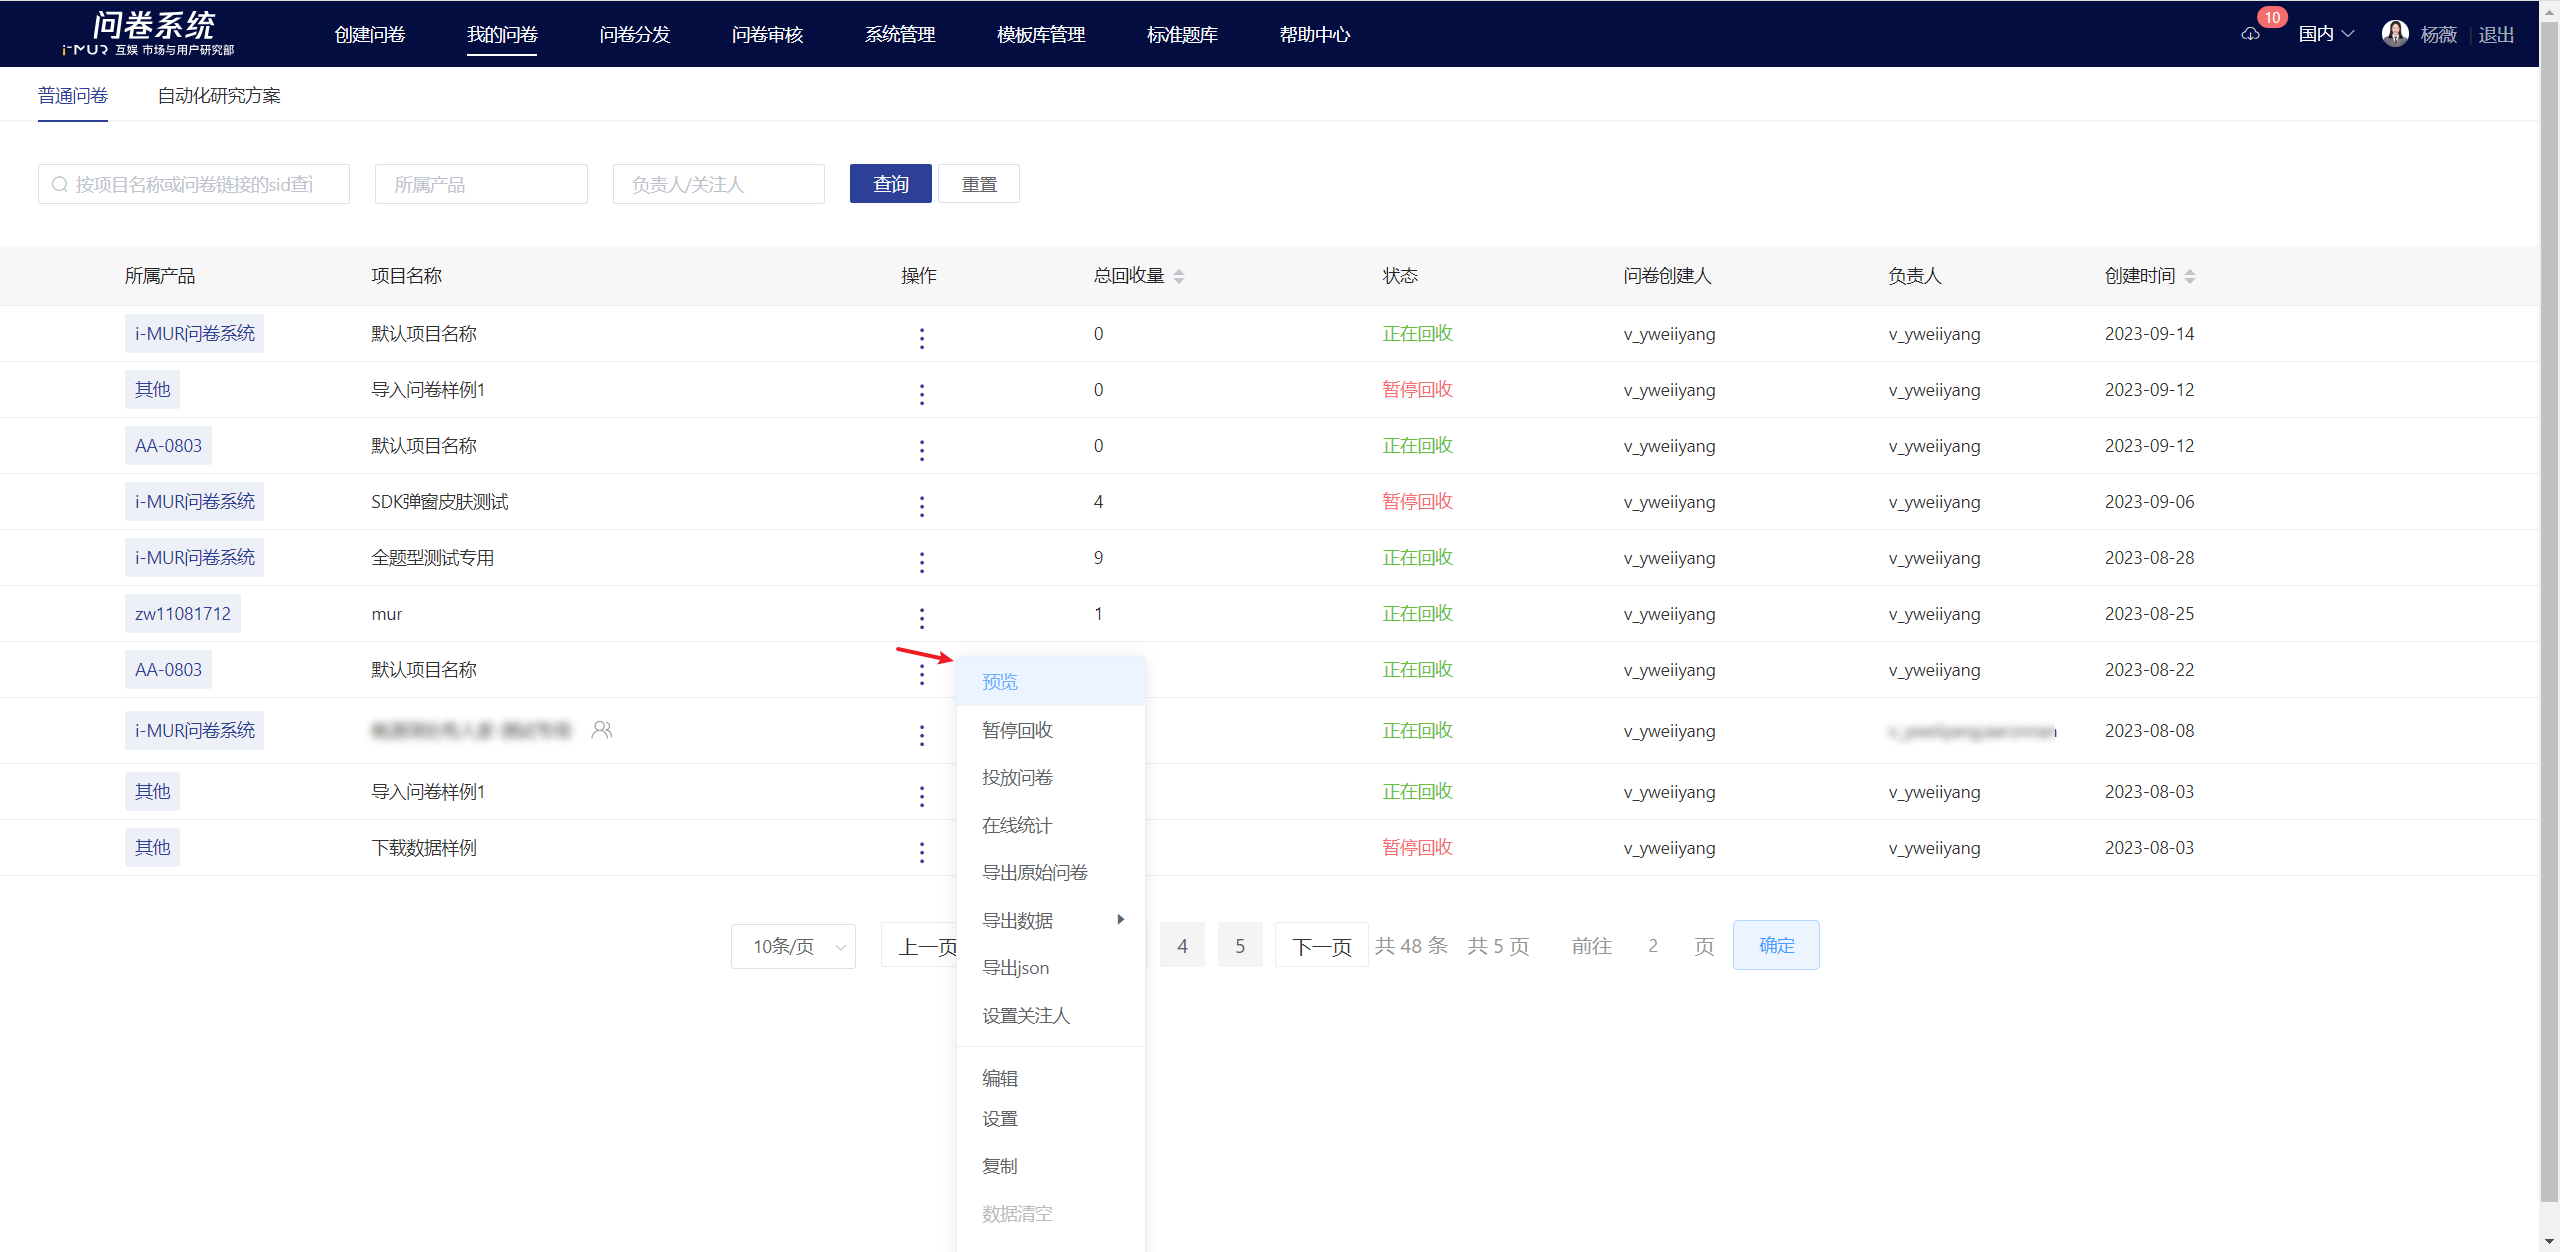 问卷系统
i-MUR 互娱 市场与用户研究部
创建问卷 我的问卷 问卷分发 问卷审核 系统管理 模板库管理 标准题库 帮助中心
10
国内 杨薇 退出
普通问卷 自动化研究方案
按项目名称或问卷链接的sid查询 所属产品 负责人/关注人 查询 重置
所属产品 项目名称 操作 总回收量 状态 问卷创建人 负责人 创建时间
i-MUR问卷系统 默认项目名称 0 正在回收 v_yweiiyang v_yweiiyang 2023-09-14
其他 导入问卷样例1 0 暂停回收 v_yweiiyang v_yweiiyang 2023-09-12
AA-0803 默认项目名称 0 正在回收 v_yweiiyang v_yweiiyang 2023-09-12
i-MUR问卷系统 SDK弹窗皮肤测试 4 暂停回收 v_yweiiyang v_yweiiyang 2023-09-06
i-MUR问卷系统 全题型测试专用 9 正在回收 v_yweiiyang v_yweiiyang 2023-08-28
zw11081712 mur 1 正在回收 v_yweiiyang v_yweiiyang 2023-08-25
AA-0803 默认项目名称 正在回收 v_yweiiyang v_yweiiyang 2023-08-22
i-MUR问卷系统 正在回收 v_yweiiyang 2023-08-08
其他 导入问卷样例1 正在回收 v_yweiiyang v_yweiiyang 2023-08-03
其他 下载数据样例 暂停回收 v_yweiiyang v_yweiiyang 2023-08-03
预览
暂停回收
投放问卷
在线统计
导出原始问卷
导出数据
导出json
设置关注人
编辑
设置
复制
数据清空
10条/页 上一页 4 5 下一页 共 48 条 共 5 页 前往 2 页 确定